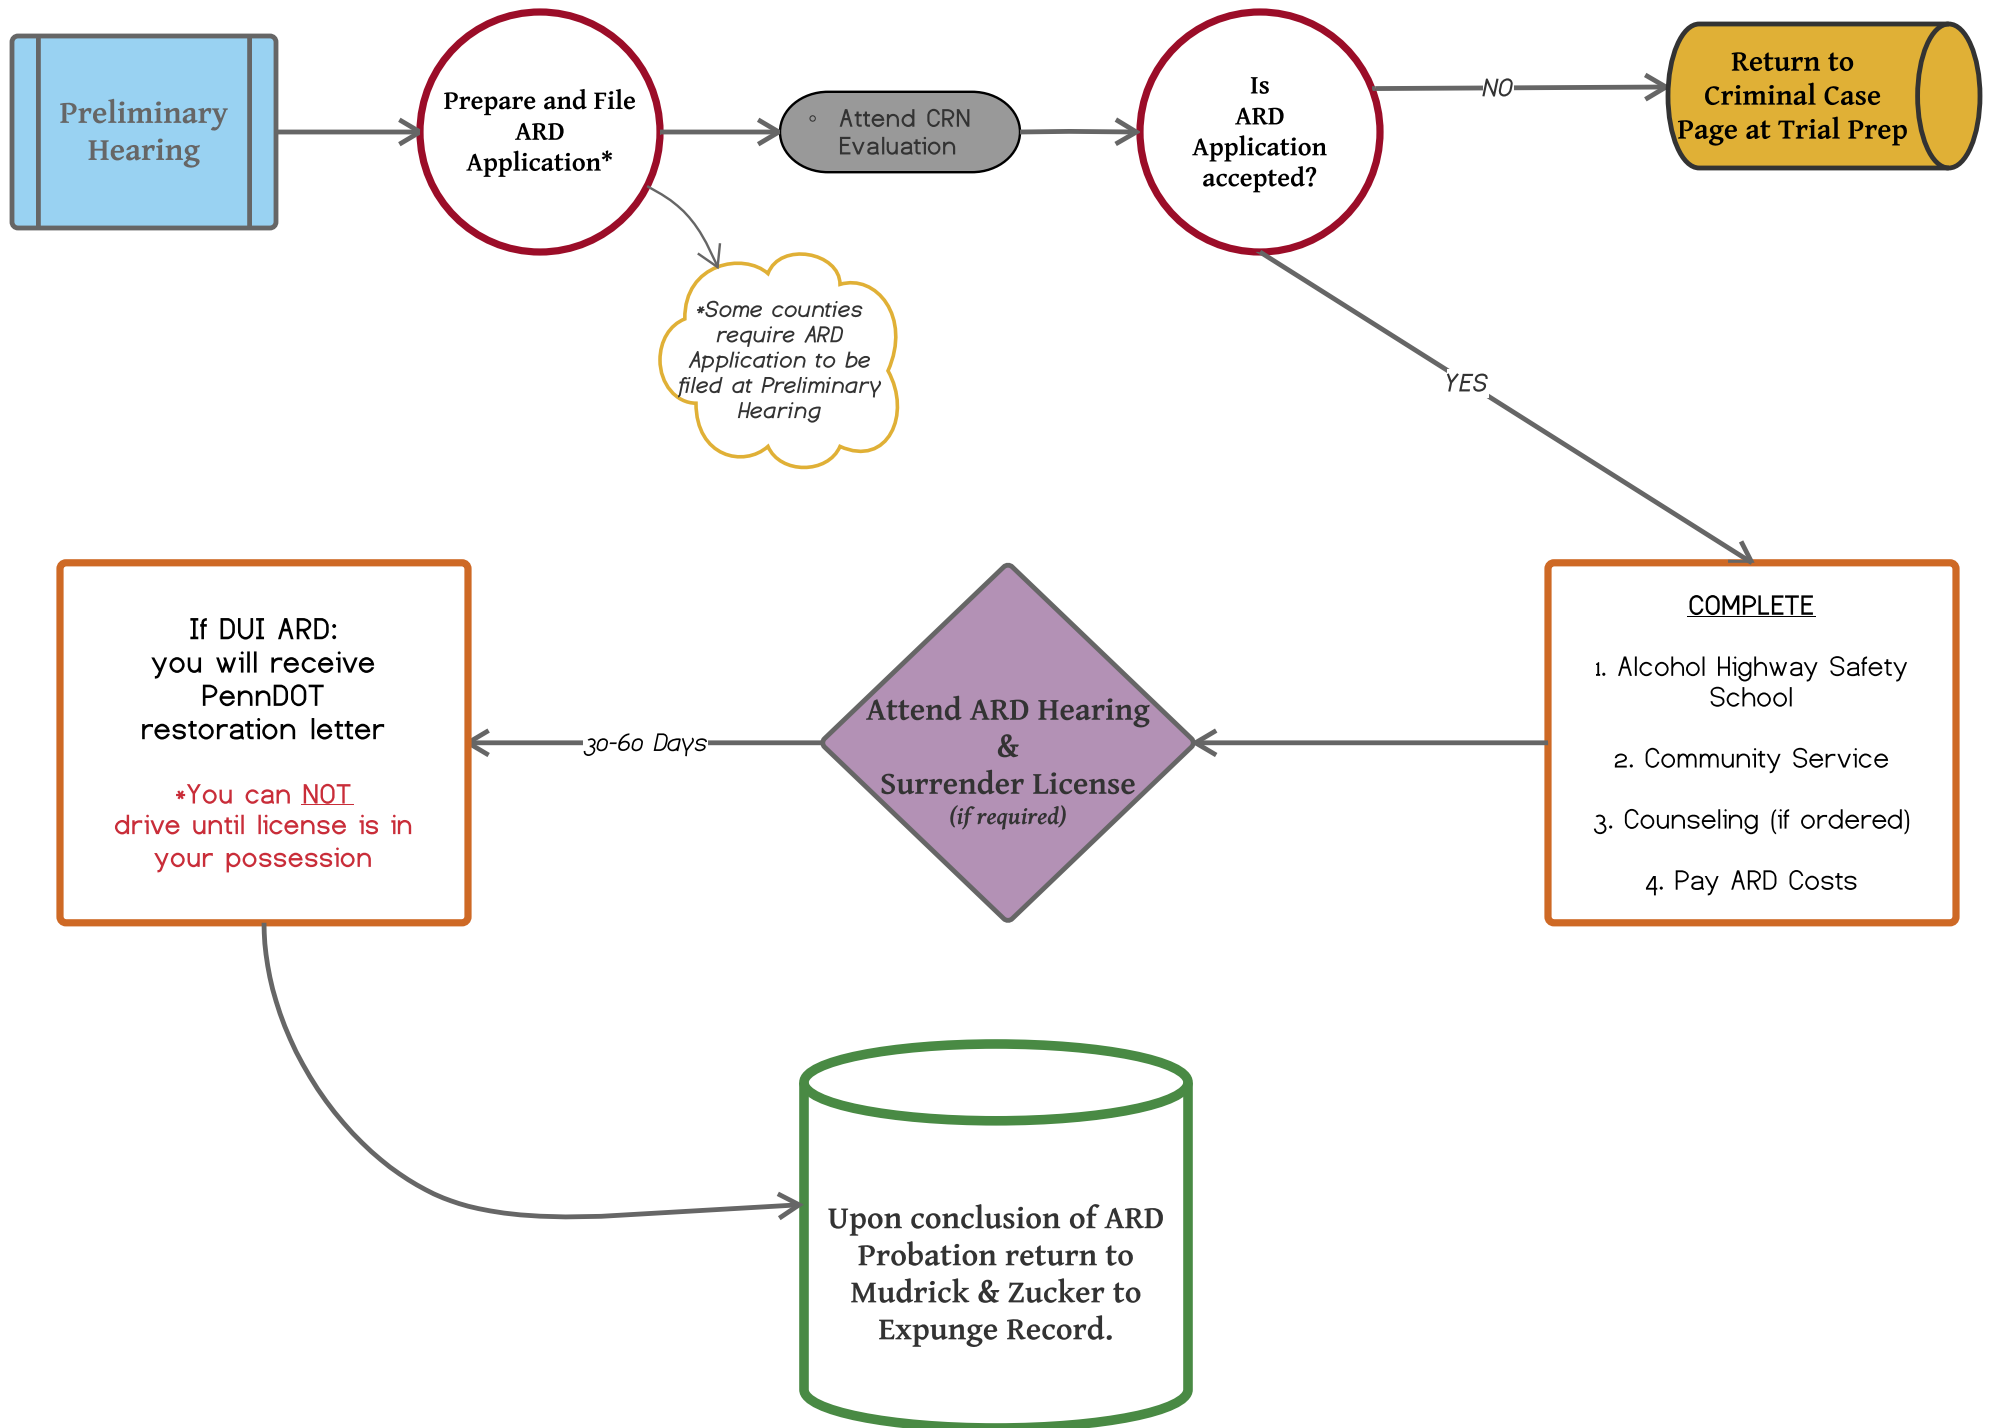 Preliminary
Hearing
Prepare and File
ARD
Application*
◦ Attend CRN
Evaluation
Is
ARD
Application
accepted?
NO
Return to
Criminal Case
Page at Trial Prep
*Some counties
require ARD
Application to be
filed at Preliminary
Hearing
YES
COMPLETE
1. Alcohol Highway Safety
School
2. Community Service
3. Counseling (if ordered)
4. Pay ARD Costs
Attend ARD Hearing
&
Surrender License
(if required)
30-60 Days
If DUI ARD:
you will receive
PennDOT
restoration letter
*You can NOT
drive until license is in
your possession
Upon conclusion of ARD
Probation return to
Mudrick & Zucker to
Expunge Record.